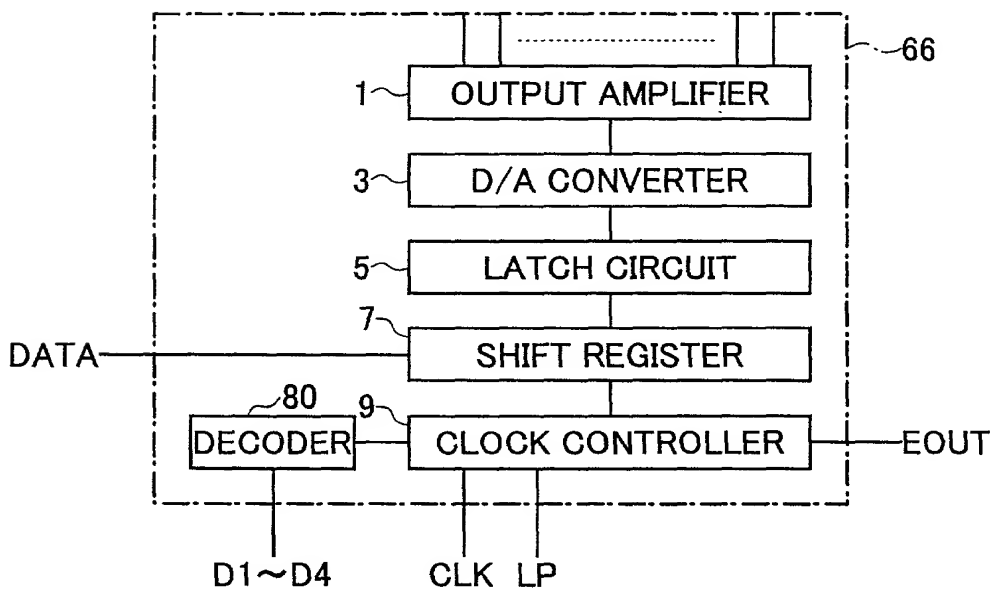 66
1 OUTPUT AMPLIFIER
3 D/A CONVERTER
5 LATCH CIRCUIT
7
DATA SHIFT REGISTER
80 9
DECODER CLOCK CONTROLLER EOUT
D1~D4 CLK LP